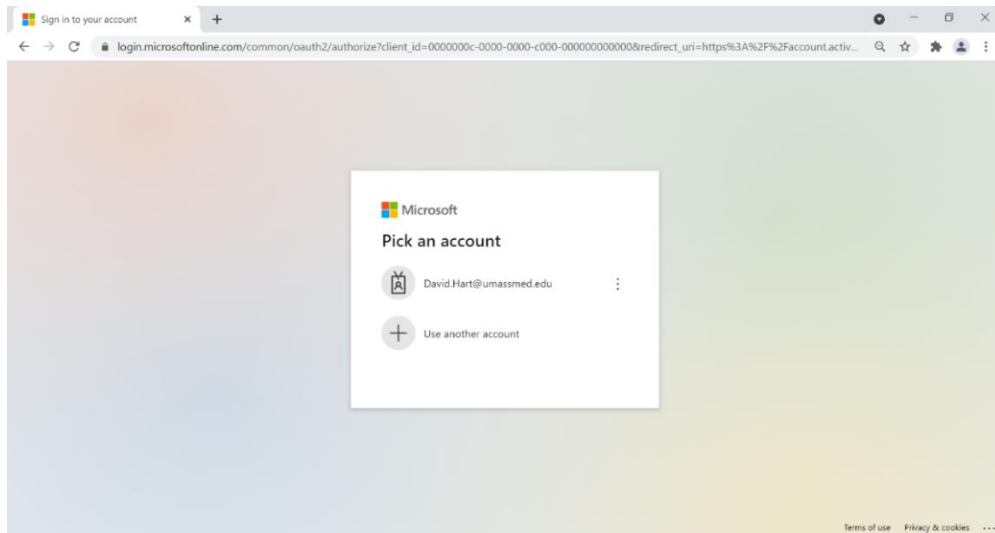 Sign in to your account
login.microsoftonline.com/common/oauth2/authorize?client_id=0000000c-0000-0000-c000-000000000000&redirect_uri=https%3A%2F%2Faccount.activ...
Microsoft
Pick an account
David.Hart@umassmed.edu
Use another account
Terms of use Privacy & cookies ...